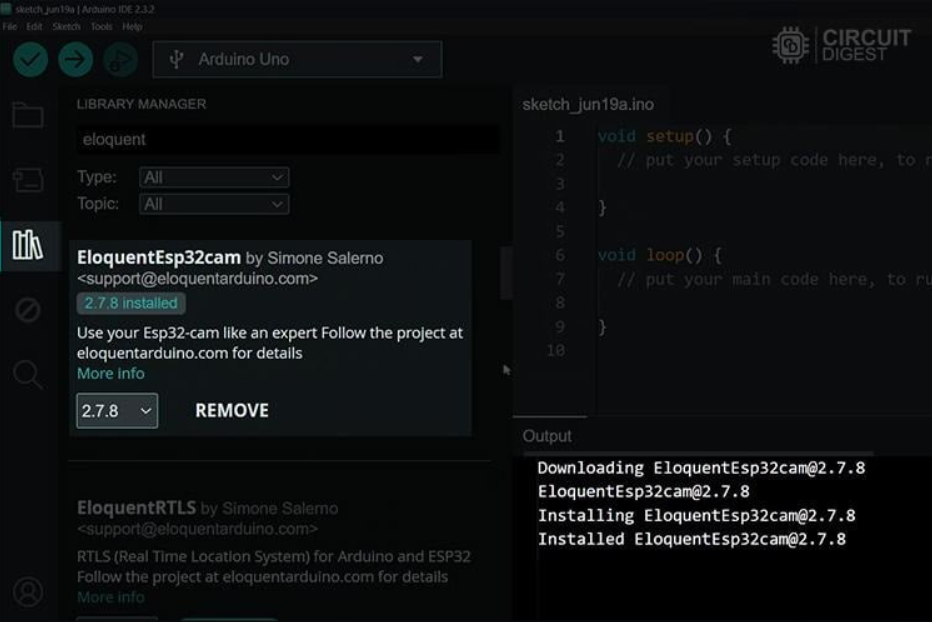 sketch_jun19a | Arduino IDE 2.3.2
File Edit Sketch Tools Help
Arduino Uno
CIRCUIT
DIGEST
LIBRARY MANAGER
eloquent
Type: All
Topic: All
EloquentEsp32cam by Simone Salerno
<support@eloquentarduino.com>
2.7.8 installed
Use your Esp32-cam like an expert Follow the project at
eloquentarduino.com for details
More info
2.7.8 REMOVE
EloquentRTLS by Simone Salerno
<support@eloquentarduino.com>
RTLS (Real Time Location System) for Arduino and ESP32
Follow the project at eloquentarduino.com for details
More info
sketch_jun19a.ino
1 void setup() {
2 // put your setup code here, to r
3
4 }
5
6 void loop() {
7 // put your main code here, to ru
8
9 }
10
Output
Downloading EloquentEsp32cam@2.7.8
EloquentEsp32cam@2.7.8
Installing EloquentEsp32cam@2.7.8
Installed EloquentEsp32cam@2.7.8